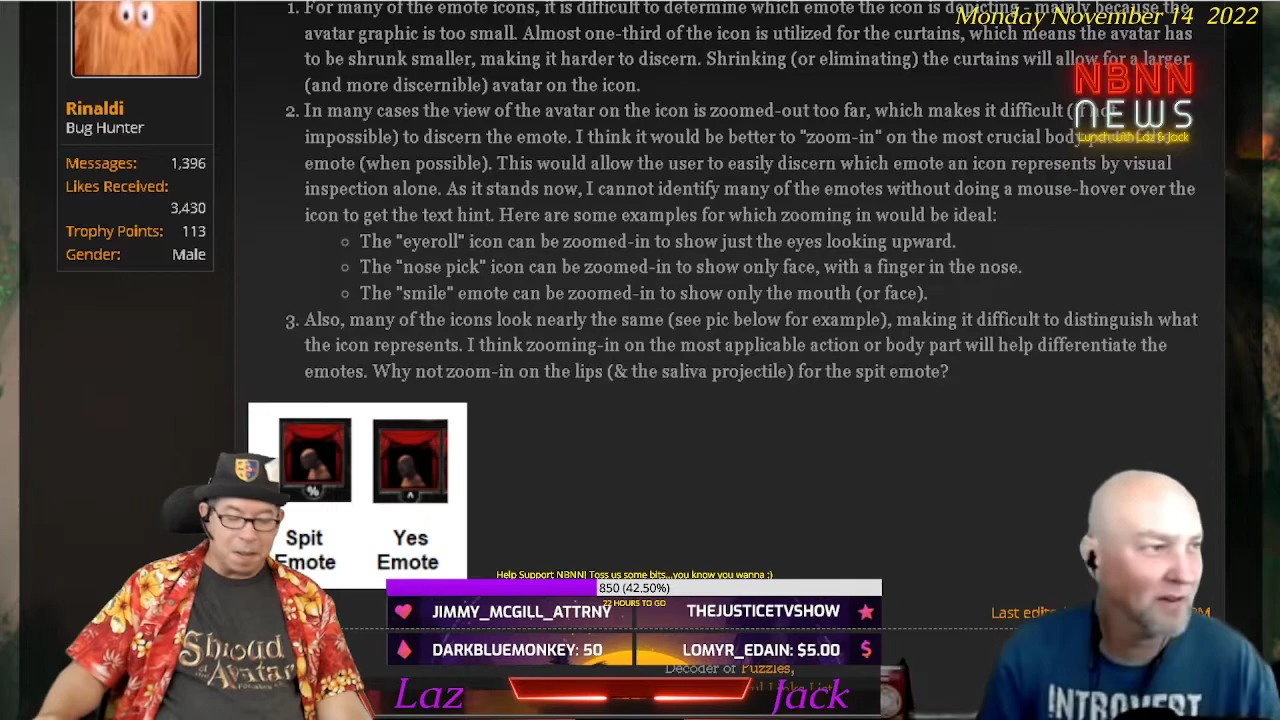 1. For many of the emote icons, it is difficult to determine which emote the icon is depicting - mainly because the
Monday November 14 2022
avatar graphic is too small. Almost one-third of the icon is utilized for the curtains, which means the avatar has
to be shrunk smaller, making it harder to discern. Shrinking (or eliminating) the curtains will allow for a larger
(and more discernible) avatar on the icon.
NBNN
NEWS
Lunch with Laz & Jack
Rinaldi
Bug Hunter
Messages: 1,396
Likes Received:
3,430
Trophy Points: 113
Gender: Male
2. In many cases the view of the avatar on the icon is zoomed-out too far, which makes it difficult
impossible) to discern the emote. I think it would be better to "zoom-in" on the most crucial body
emote (when possible). This would allow the user to easily discern which emote an icon represents by visual
inspection alone. As it stands now, I cannot identify many of the emotes without doing a mouse-hover over the
icon to get the text hint. Here are some examples for which zooming in would be ideal:
The "eyeroll" icon can be zoomed-in to show just the eyes looking upward.
The "nose pick" icon can be zoomed-in to show only face, with a finger in the nose.
The "smile" emote can be zoomed-in to show only the mouth (or face).
3. Also, many of the icons look nearly the same (see pic below for example), making it difficult to distinguish what
the icon represents. I think zooming-in on the most applicable action or body part will help differentiate the
emotes. Why not zoom-in on the lips (& the saliva projectile) for the spit emote?
Spit
Emote
Yes
Emote
Help Support NBNN! Toss us some bits...you know you wanna :)
850 (42.50%)
22 HOURS TO GO
JIMMY_MCGILL_ATTRNY THEJUSTICETVSHOW
DARKBLUEMONKEY: 50 LOMYR_EDAIN: $5.00
Last
Decoder of Puzzles,
Laz Jack
Shroud
of the
Avatar
INTROVERT